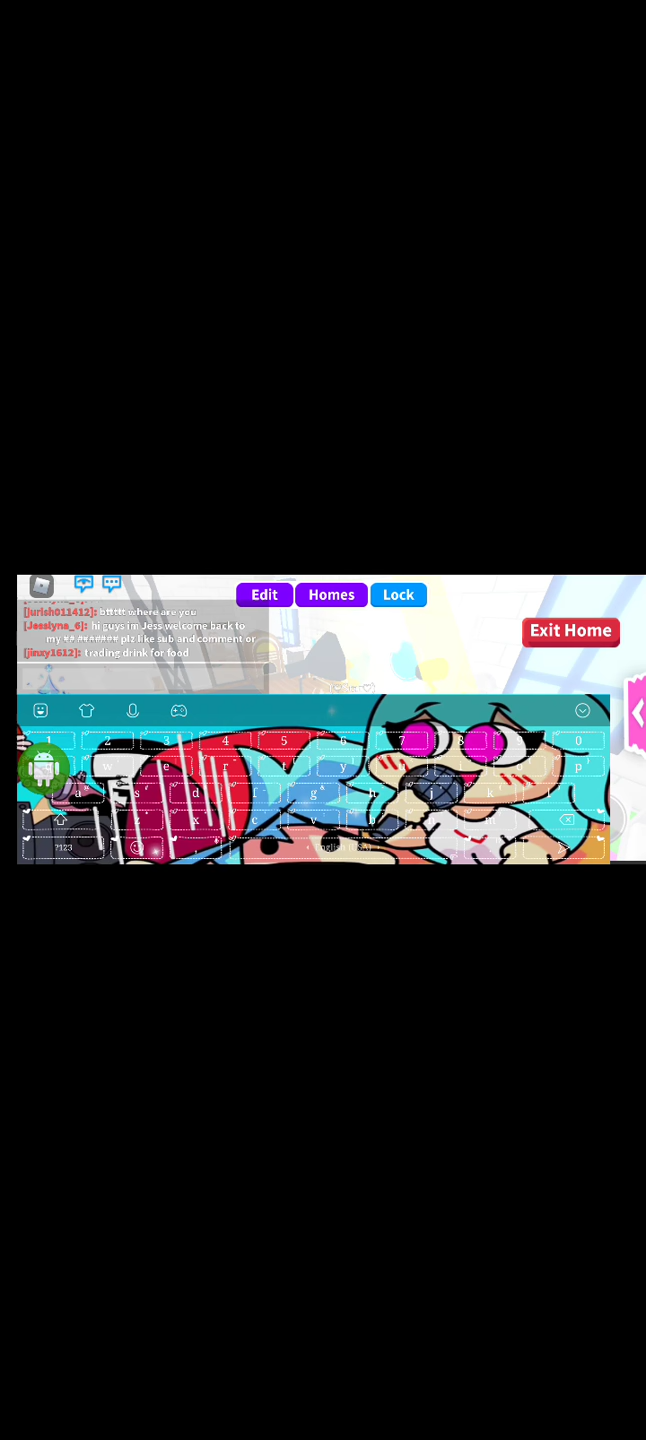 Edit Homes Lock
[Jurish011412]: bffffff where are you
[Jesslyna_6]: hi guys im Jess welcome back to
my ## ####### plz like sub and comment or
Exit Home
[jinxy1612]: trading drink for food
1 2 3 4 5 6 7 8 0
w e r t y p
a s d f g h j k
z x c v b m
?123 English